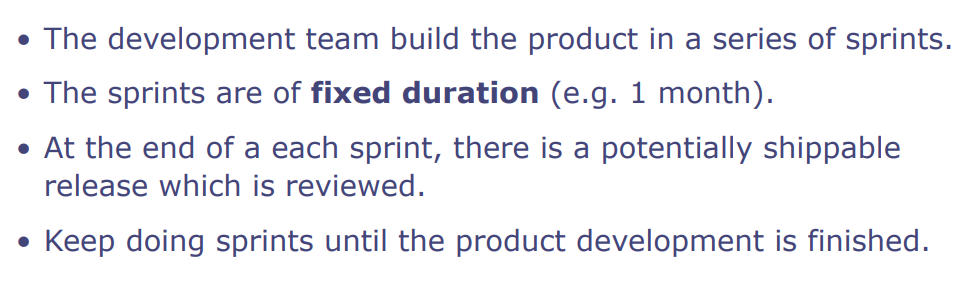 • The development team build the product in a series of sprints.
• The sprints are of fixed duration (e.g. 1 month).
• At the end of a each sprint, there is a potentially shippable
release which is reviewed.
• Keep doing sprints until the product development is finished.